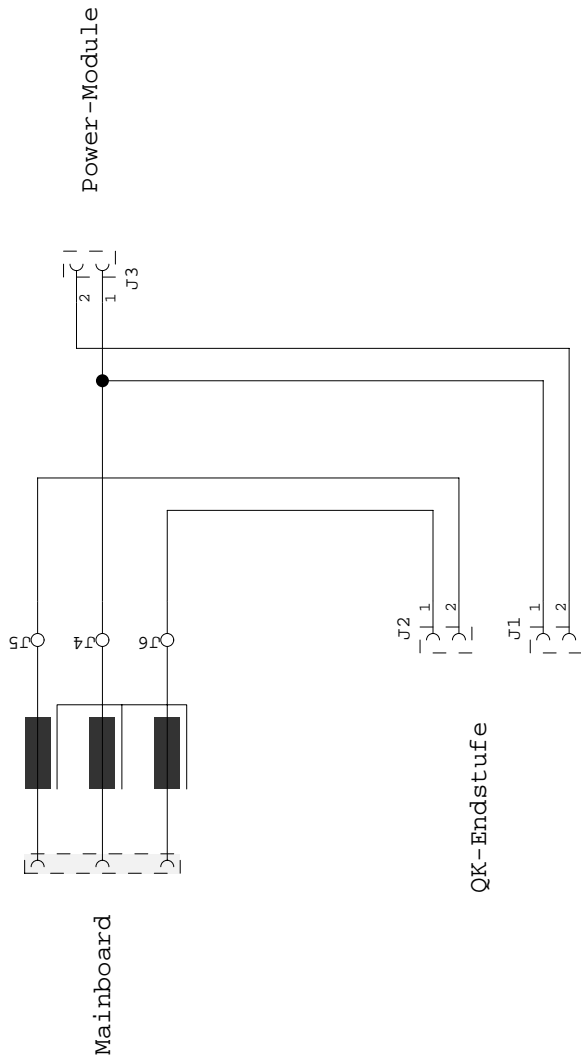 Power-Module
J3
2
1
J5
J4
J6
J2
1
2
J1
1
2
QK-Endstufe
Mainboard